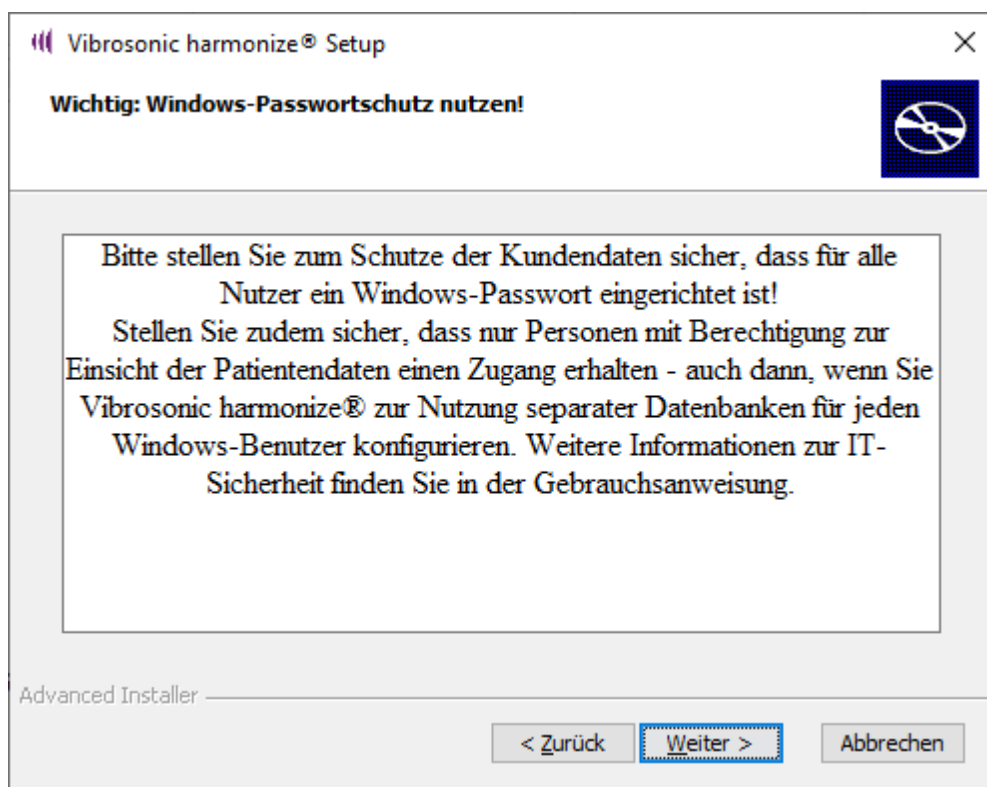 Vibrosonic harmonize® Setup
Wichtig: Windows-Passwortschutz nutzen!
Bitte stellen Sie zum Schutze der Kundendaten sicher, dass für alle
Nutzer ein Windows-Passwort eingerichtet ist!
Stellen Sie zudem sicher, dass nur Personen mit Berechtigung zur
Einsicht der Patientendaten einen Zugang erhalten - auch dann, wenn Sie
Vibrosonic harmonize® zur Nutzung separater Datenbanken für jeden
Windows-Benutzer konfigurieren. Weitere Informationen zur IT-
Sicherheit finden Sie in der Gebrauchsanweisung.
Advanced Installer
< Zurück
Weiter >
Abbrechen